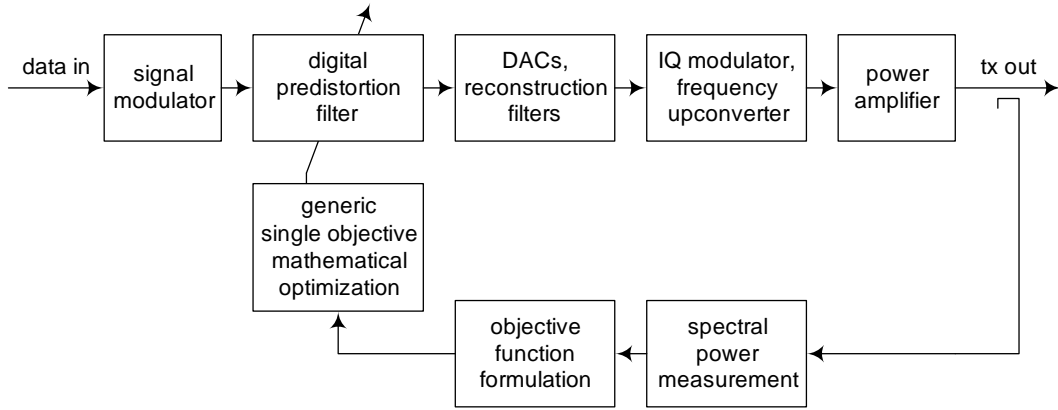 data in
signal
modulator
digital
predistortion
filter
DACs,
reconstruction
filters
IQ modulator,
frequency
upconverter
power
amplifier
tx out
generic
single objective
mathematical
optimization
objective
function
formulation
spectral
power
measurement